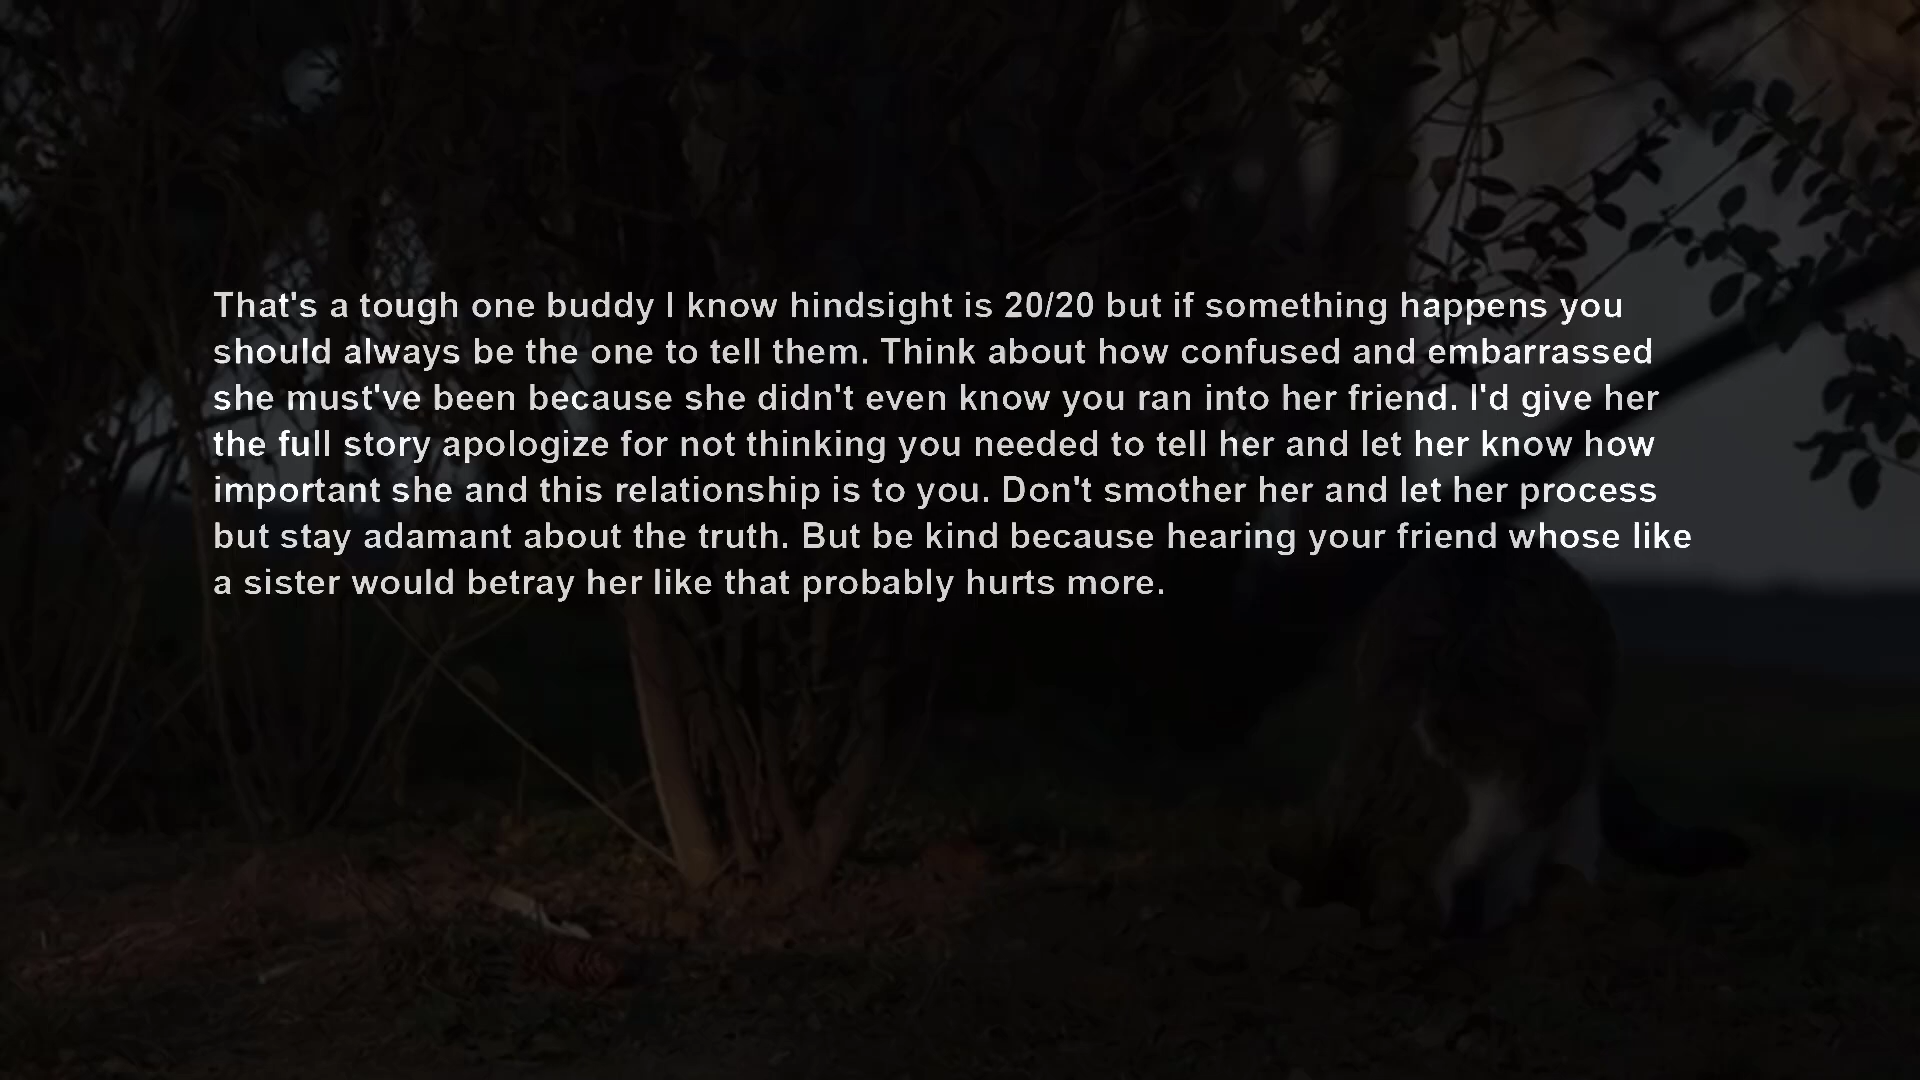 That's a tough one buddy I know hindsight is 20/20 but if something happens you
should always be the one to tell them. Think about how confused and embarrassed
she must've been because she didn't even know you ran into her friend. I'd give her
the full story apologize for not thinking you needed to tell her and let her know how
important she and this relationship is to you. Don't smother her and let her process
but stay adamant about the truth. But be kind because hearing your friend whose like
a sister would betray her like that probably hurts more.